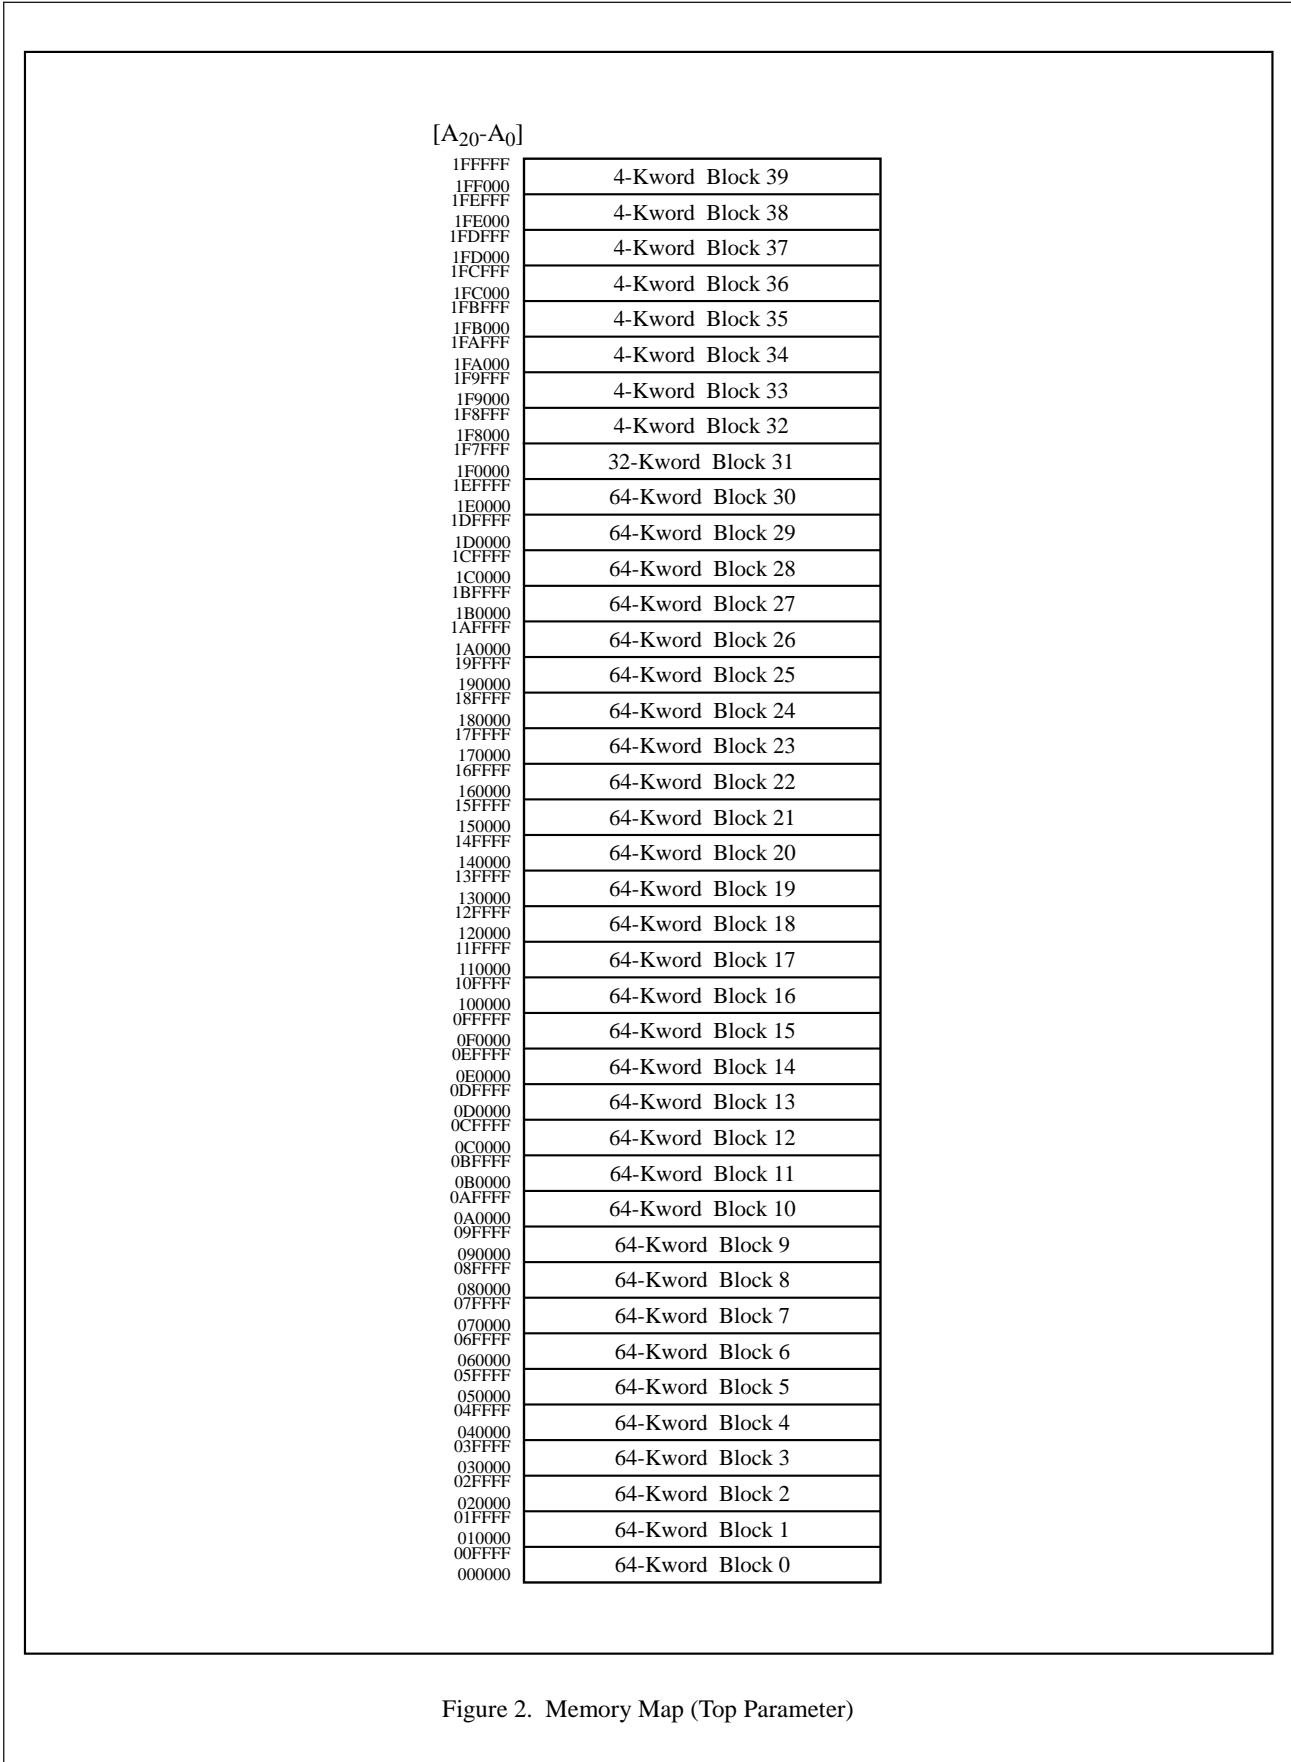 [A20-A0]
1FFFFF
4-Kword Block 39
1FF000
1FEFFF
4-Kword Block 38
1FE000
1FDFFF
4-Kword Block 37
1FD000
1FCFFF
4-Kword Block 36
1FC000
1FBFFF
4-Kword Block 35
1FB000
1FAFFF
4-Kword Block 34
1FA000
1F9FFF
4-Kword Block 33
1F9000
1F8FFF
4-Kword Block 32
1F8000
1F7FFF
32-Kword Block 31
1F0000
1EFFFF
64-Kword Block 30
1E0000
1DFFFF
64-Kword Block 29
1D0000
1CFFFF
64-Kword Block 28
1C0000
1BFFFF
64-Kword Block 27
1B0000
1AFFFF
64-Kword Block 26
1A0000
19FFFF
64-Kword Block 25
190000
18FFFF
64-Kword Block 24
180000
17FFFF
64-Kword Block 23
170000
16FFFF
64-Kword Block 22
160000
15FFFF
64-Kword Block 21
150000
14FFFF
64-Kword Block 20
140000
13FFFF
64-Kword Block 19
130000
12FFFF
64-Kword Block 18
120000
11FFFF
64-Kword Block 17
110000
10FFFF
64-Kword Block 16
100000
0FFFFF
64-Kword Block 15
0F0000
0EFFFF
64-Kword Block 14
0E0000
0DFFFF
64-Kword Block 13
0D0000
0CFFFF
64-Kword Block 12
0C0000
0BFFFF
64-Kword Block 11
0B0000
0AFFFF
64-Kword Block 10
0A0000
09FFFF
64-Kword Block 9
090000
08FFFF
64-Kword Block 8
080000
07FFFF
64-Kword Block 7
070000
06FFFF
64-Kword Block 6
060000
05FFFF
64-Kword Block 5
050000
04FFFF
64-Kword Block 4
040000
03FFFF
64-Kword Block 3
030000
02FFFF
64-Kword Block 2
020000
01FFFF
64-Kword Block 1
010000
00FFFF
64-Kword Block 0
000000
Figure 2. Memory Map (Top Parameter)